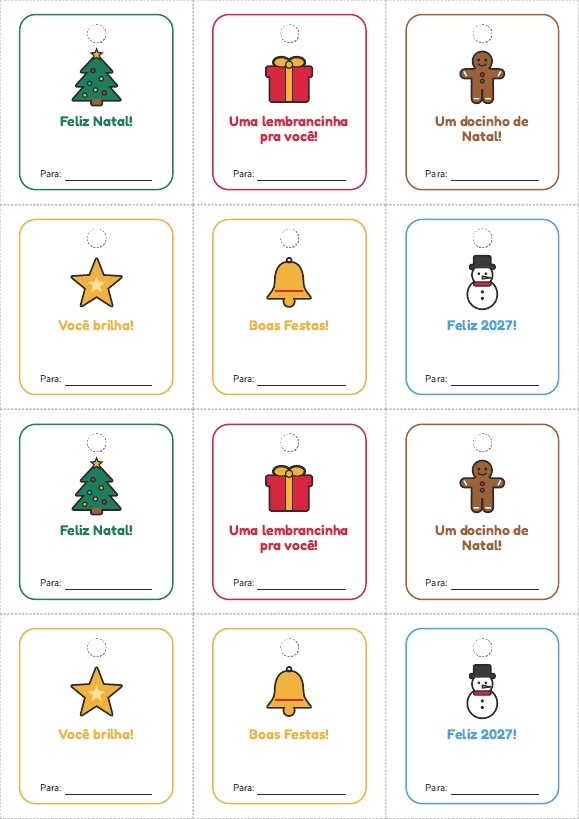 Feliz Natal!
Para:
Uma lembrancinha
pra você!
Para:
Um docinho de
Natal!
Para:
Você brilha!
Para:
Boas Festas!
Para:
Feliz 2027!
Para:
Feliz Natal!
Para:
Uma lembrancinha
pra você!
Para:
Um docinho de
Natal!
Para:
Você brilha!
Para:
Boas Festas!
Para:
Feliz 2027!
Para: